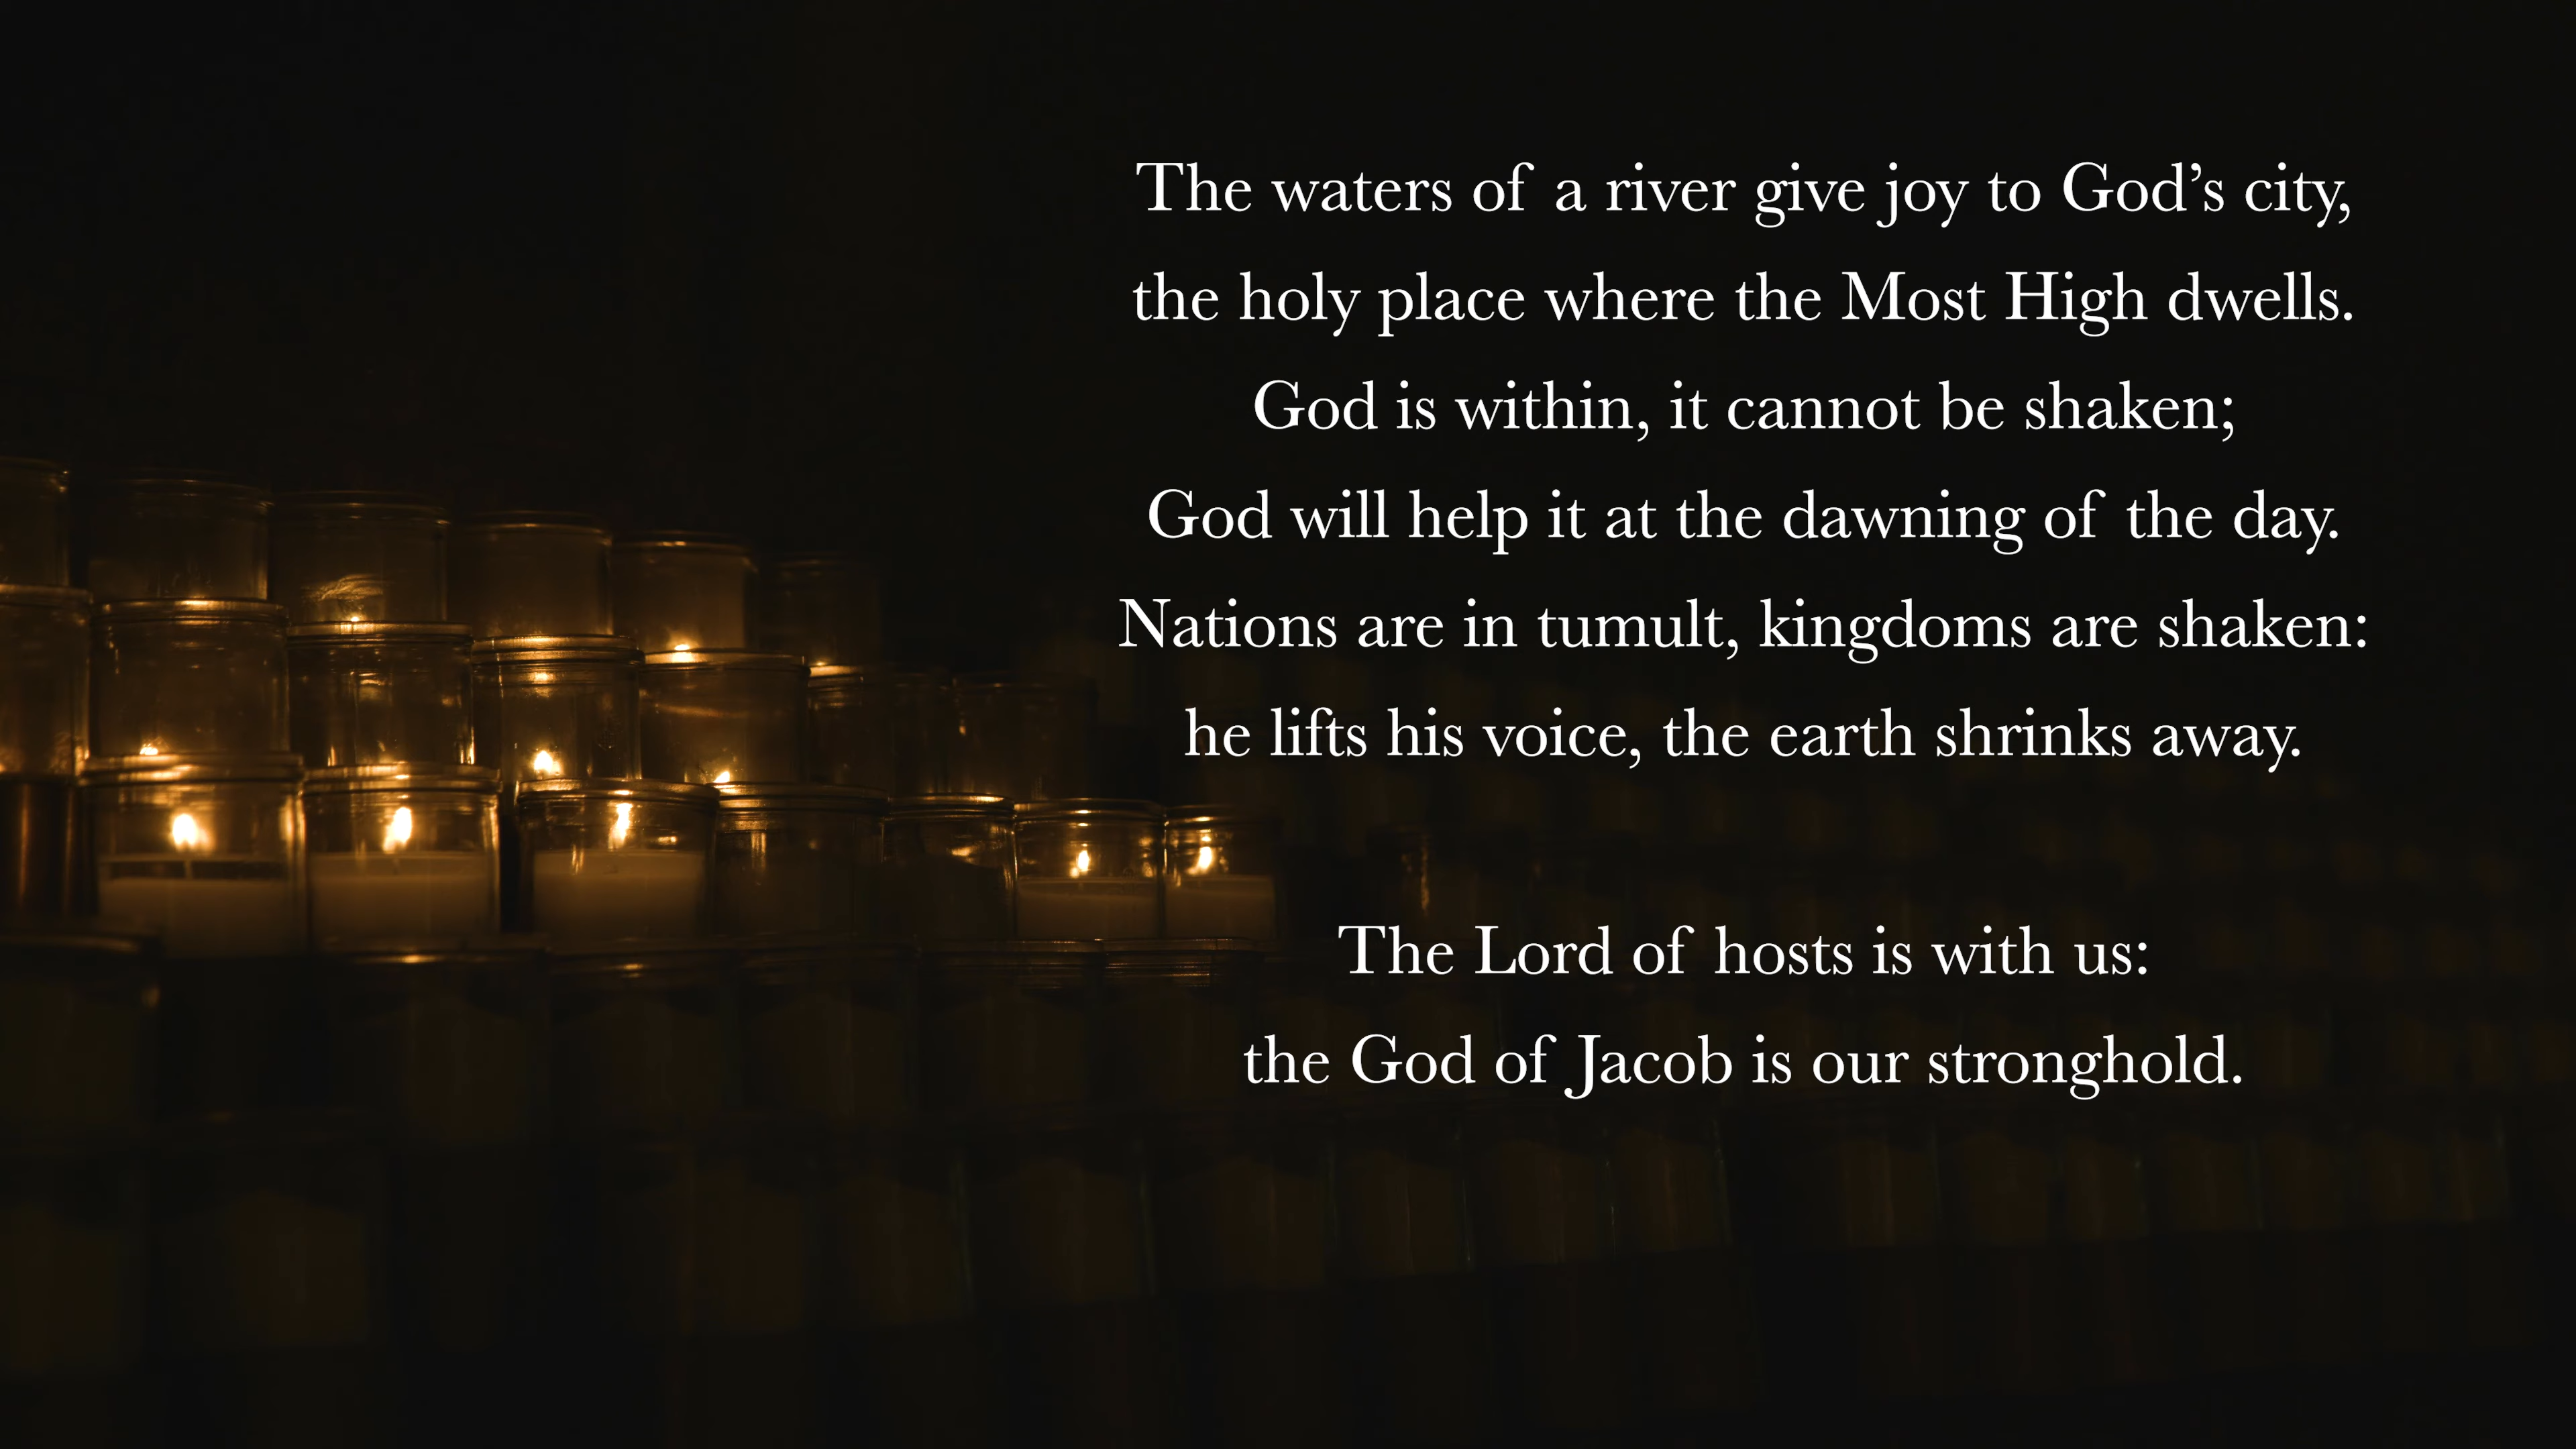 The waters of a river give joy to God’s city,
the holy place where the Most High dwells.
God is within, it cannot be shaken;
God will help it at the dawning of the day.
Nations are in tumult, kingdoms are shaken:
he lifts his voice, the earth shrinks away.
The Lord of hosts is with us:
the God of Jacob is our stronghold.